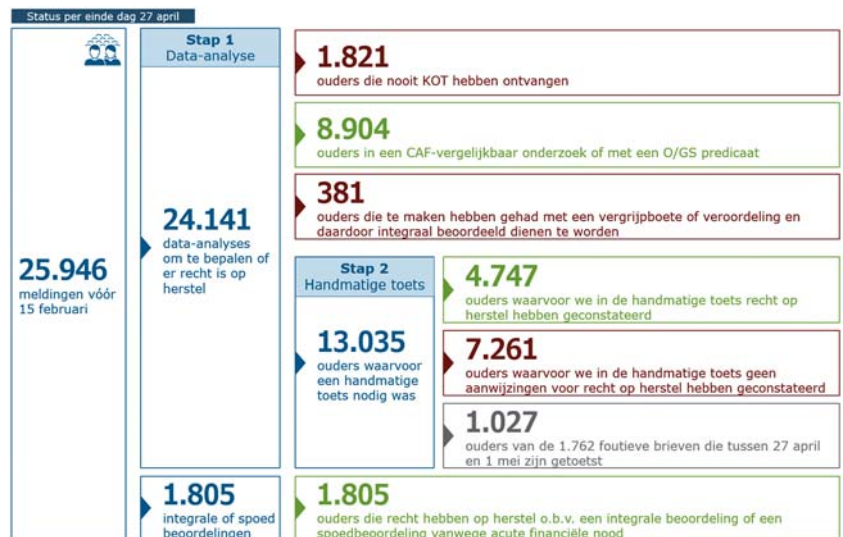 Status per einde dag 27 april
25.946
meldingen vóór
15 februari
Stap 1
Data-analyse
24.141
data-analyses
om te bepalen of
er recht is op
herstel
1.821
ouders die nooit KOT hebben ontvangen
8.904
ouders in een CAF-vergelijkbaar onderzoek of met een O/GS predicaat
381
ouders die te maken hebben gehad met een vergrijpboete of veroordeling en
daardoor integraal beoordeeld dienen te worden
Stap 2
Handmatige toets
13.035
ouders waarvoor
een handmatige
toets nodig was
4.747
ouders waarvoor we in de handmatige toets recht op
herstel hebben geconstateerd
7.261
ouders waarvoor we in de handmatige toets geen
aanwijzingen voor recht op herstel hebben geconstateerd
1.027
ouders van de 1.762 foutieve brieven die tussen 27 april
en 1 mei zijn getoetst
1.805
integrale of spoed
beoordelingen
1.805
ouders die recht hebben op herstel o.b.v. een integrale beoordeling of een
spoedbeoordeling vanwege acute financiële nood